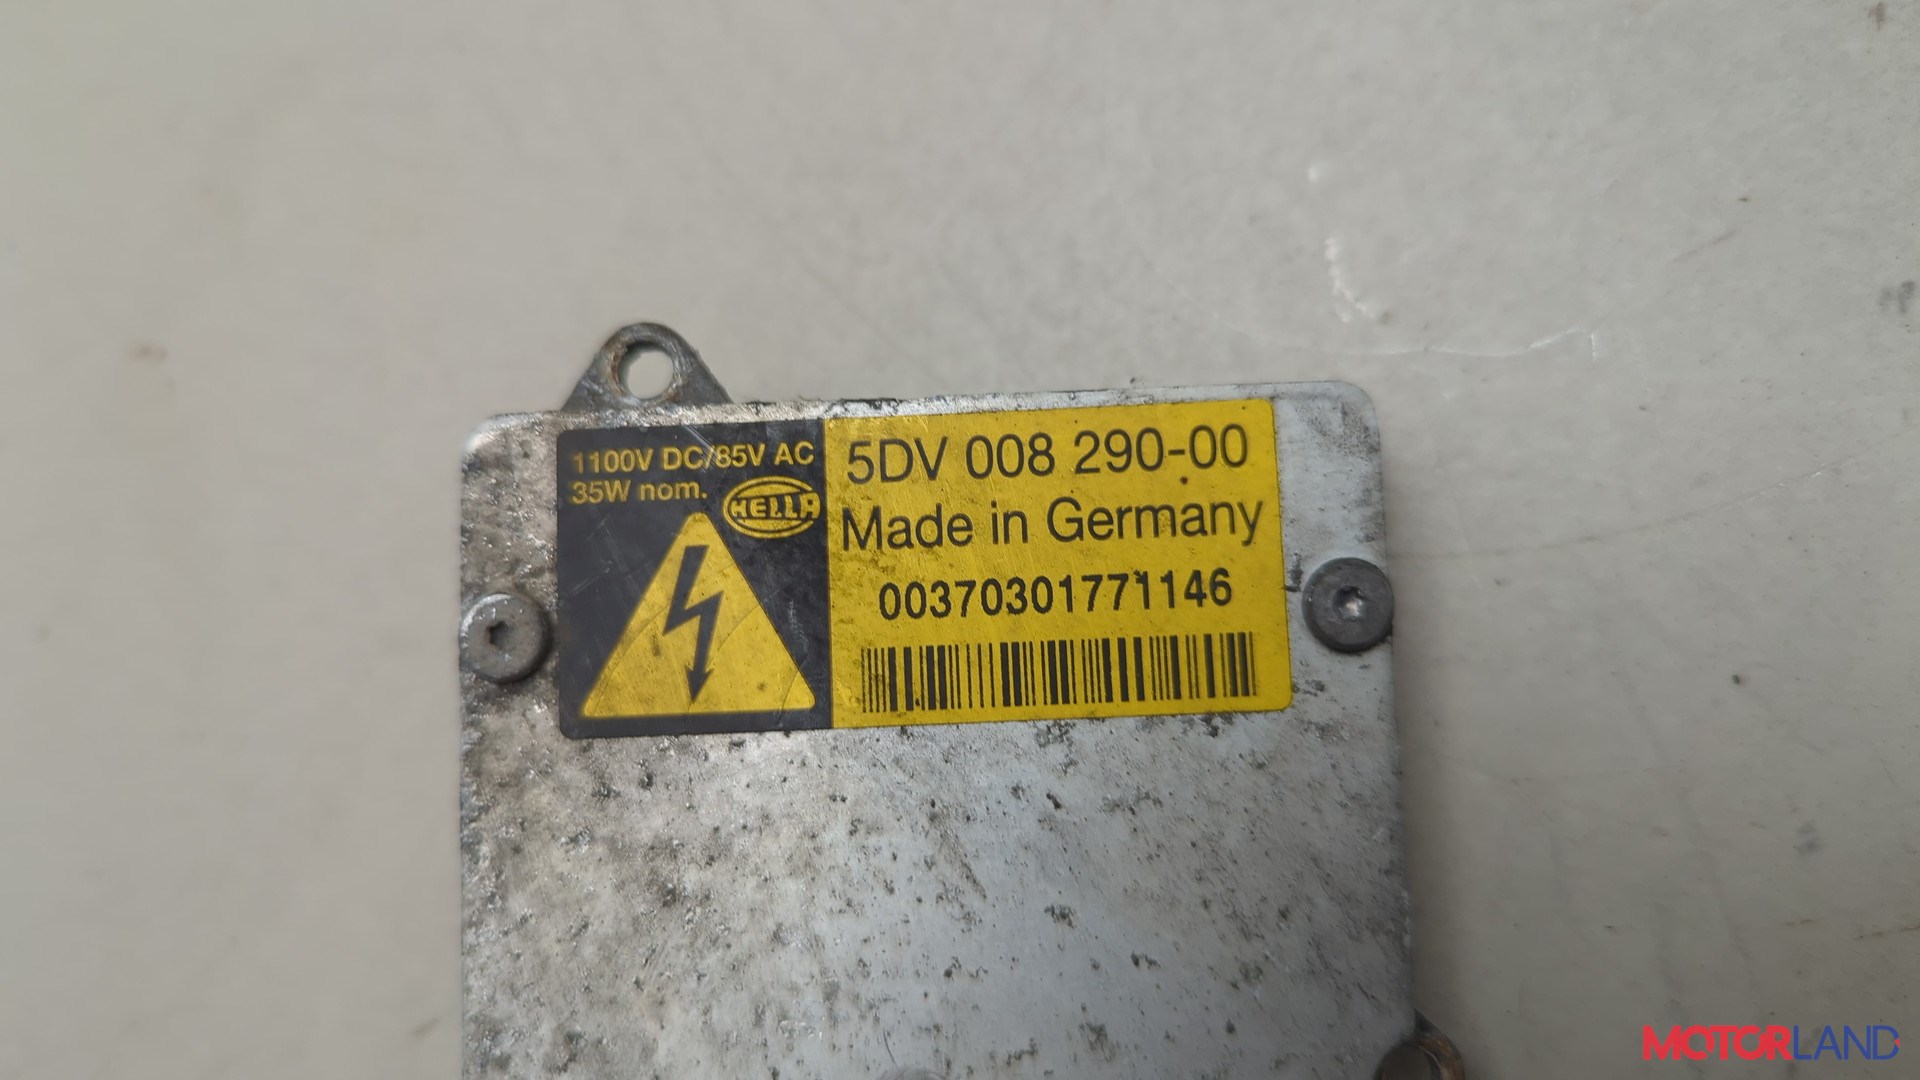 1100V DC/85V AC
35W nom.
HELLA
5DV 008 290-00
Made in Germany
00370301771146
MOTORLAND